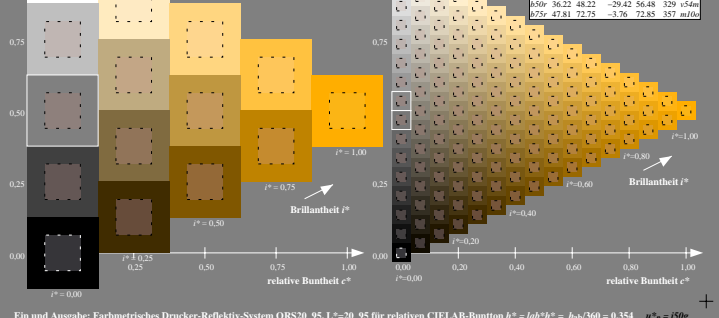 b50r 36.22 48.22 −29.42 56.48 329 v54m
b75r 47.81 72.75 −3.76 72.85 357 m10o
0,75
0,50
0,25
0,00
i* = 1,00
i* = 0,75
i* = 0,50
i* = 0,25
i* = 0,00
Brillantheit i*
0,25
0,50
0,75
1,00
relative Buntheit c*
0,75
0,50
0,25
0,00
i*=1,00
i*=0,80
i*=0,60
i*=0,40
i*=0,20
i*=0,00
Brillantheit i*
0,00
0,20
0,40
0,60
0,80
1,00
relative Buntheit c*
Ein und Ausgabe: Farbmetrisches Drucker-Reflektiv-System ORS20_95, L*=20_95 für relativen CIELAB-Buntton h* = lab*h* = h_ab/360 = 0.354